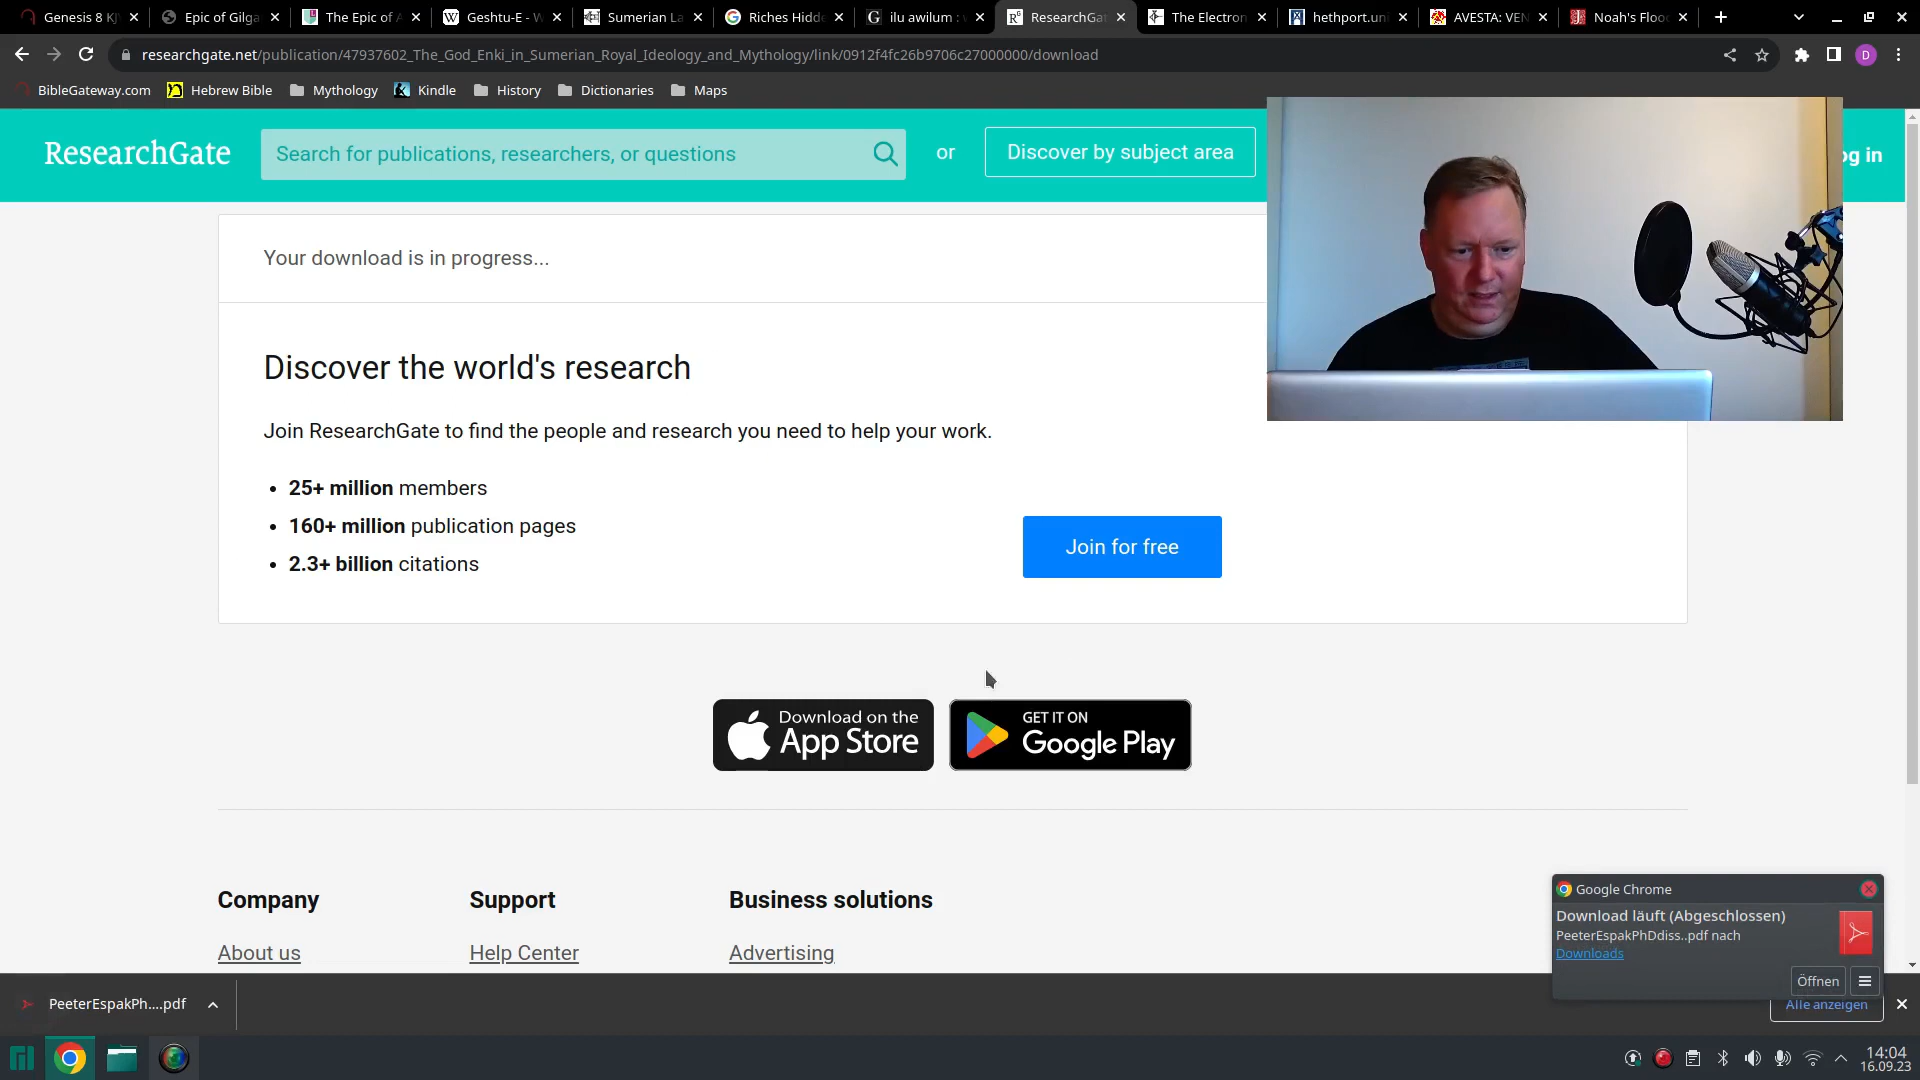 Genesis 8 KJ
Epic of Gilga
The Epic of A
Geshtu-E - W
Sumerian La
Riches Hidde
ilu awilum :
ResearchGat
The Electron
hethport.uni
AVESTA: VEN
Noah's Floo
researchgate.net/publication/47937602_The_God_Enki_in_Sumerian_Royal_Ideology_and_Mythology/link/0912f4fc26b9706c27000000/download
D
BibleGateway.com
Hebrew Bible
Mythology
Kindle
History
Dictionaries
Maps
ResearchGate
Search for publications, researchers, or questions
or
Discover by subject area
og in
Your download is in progress...
Discover the world's research
Join ResearchGate to find the people and research you need to help your work.
• 25+ million members
• 160+ million publication pages
• 2.3+ billion citations
Join for free
Download on the
App Store
GET IT ON
Google Play
Company
Support
Business solutions
About us
Help Center
Advertising
Google Chrome
Download läuft (Abgeschlossen)
PeeterEspakPhDdiss..pdf nach
Downloads
Öffnen
PeeterEspakPh....pdf
Alle anzeigen
14:04
16.09.23